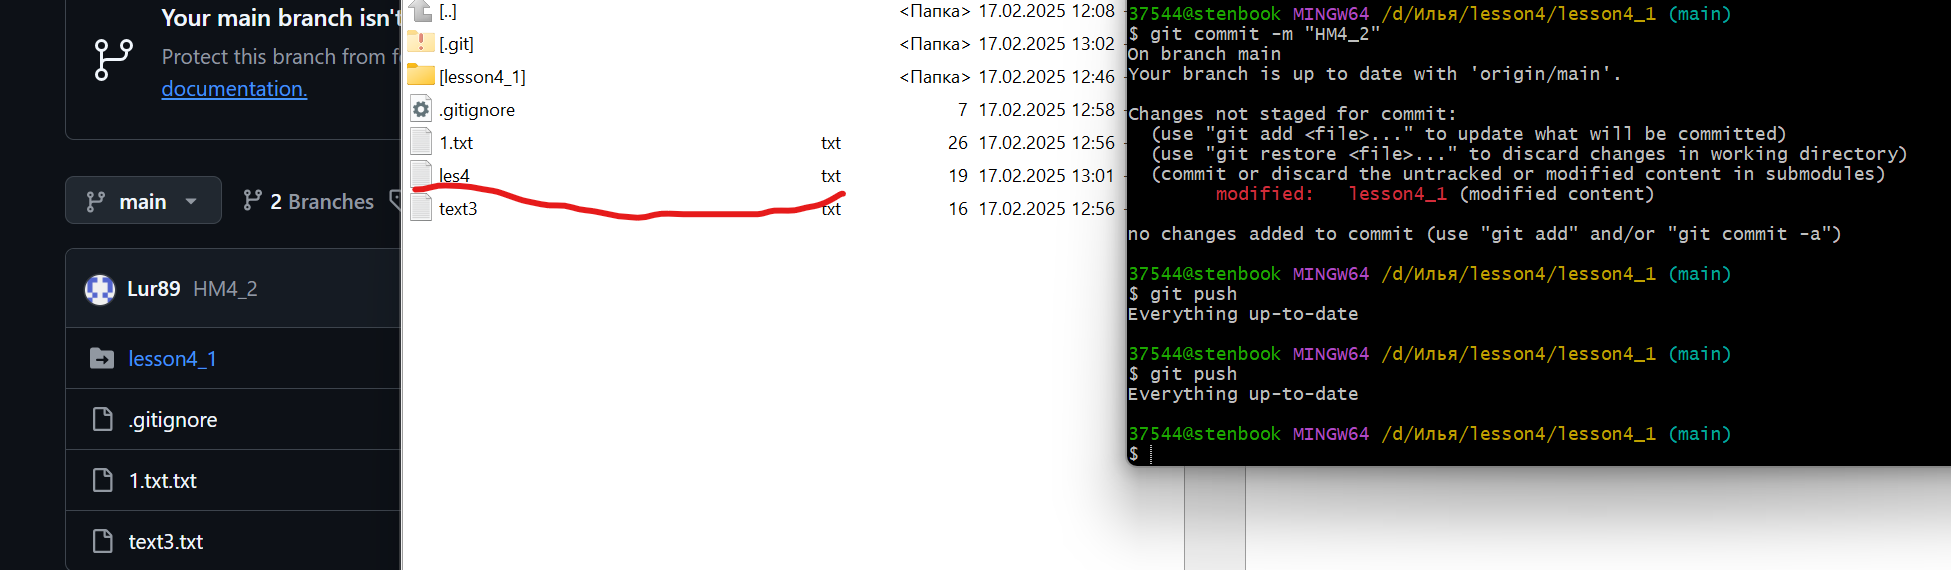 Your main branch isn't
Protect this branch from f
documentation.
main
2 Branches
Lur89 HM4_2
lesson4_1
.gitignore
1.txt.txt
text3.txt
[..] <Папка> 17.02.2025 12:08
[.git] <Папка> 17.02.2025 13:02 -
[lesson4_1] <Папка> 17.02.2025 12:46 -
.gitignore 7 17.02.2025 12:58 -
1.txt txt 26 17.02.2025 12:56 -
les4 txt 19 17.02.2025 13:01 -
text3 txt 16 17.02.2025 12:56 -
37544@stenbook MINGW64 /d/Илья/lesson4/lesson4_1 (main)
$ git commit -m "HM4_2"
On branch main
Your branch is up to date with 'origin/main'.
Changes not staged for commit:
(use "git add <file>..." to update what will be committed)
(use "git restore <file>..." to discard changes in working directory)
(commit or discard the untracked or modified content in submodules)
modified: lesson4_1 (modified content)
no changes added to commit (use "git add" and/or "git commit -a")
37544@stenbook MINGW64 /d/Илья/lesson4/lesson4_1 (main)
$ git push
Everything up-to-date
37544@stenbook MINGW64 /d/Илья/lesson4/lesson4_1 (main)
$ git push
Everything up-to-date
37544@stenbook MINGW64 /d/Илья/lesson4/lesson4_1 (main)
$